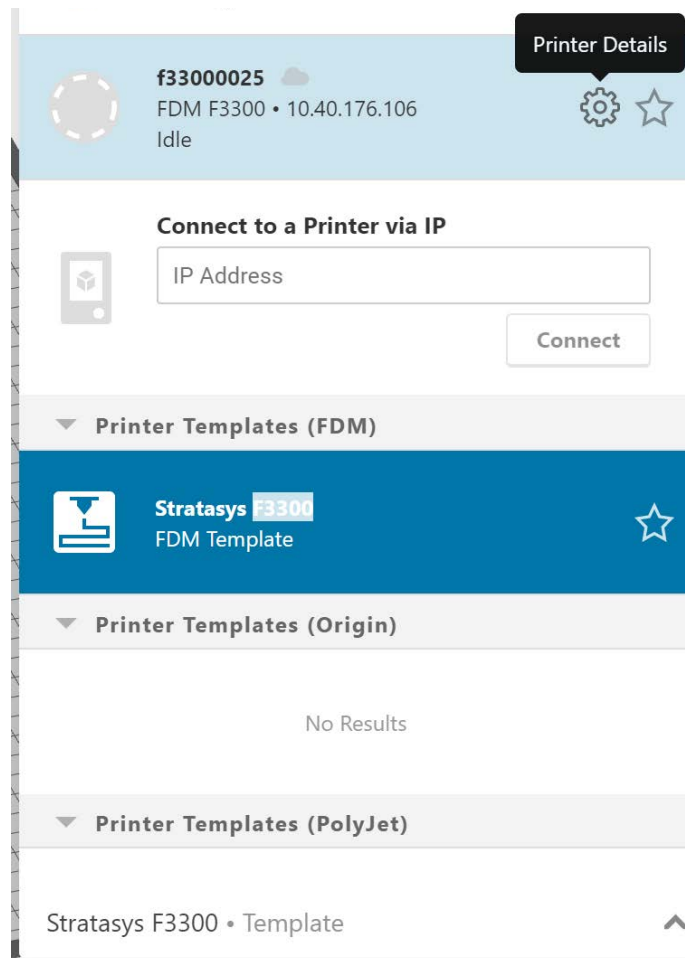 Printer Details
f33000025
FDM F3300 • 10.40.176.106
Idle
Connect to a Printer via IP
IP Address
Connect
Printer Templates (FDM)
Stratasys F3300
FDM Template
Printer Templates (Origin)
No Results
Printer Templates (PolyJet)
Stratasys F3300 • Template